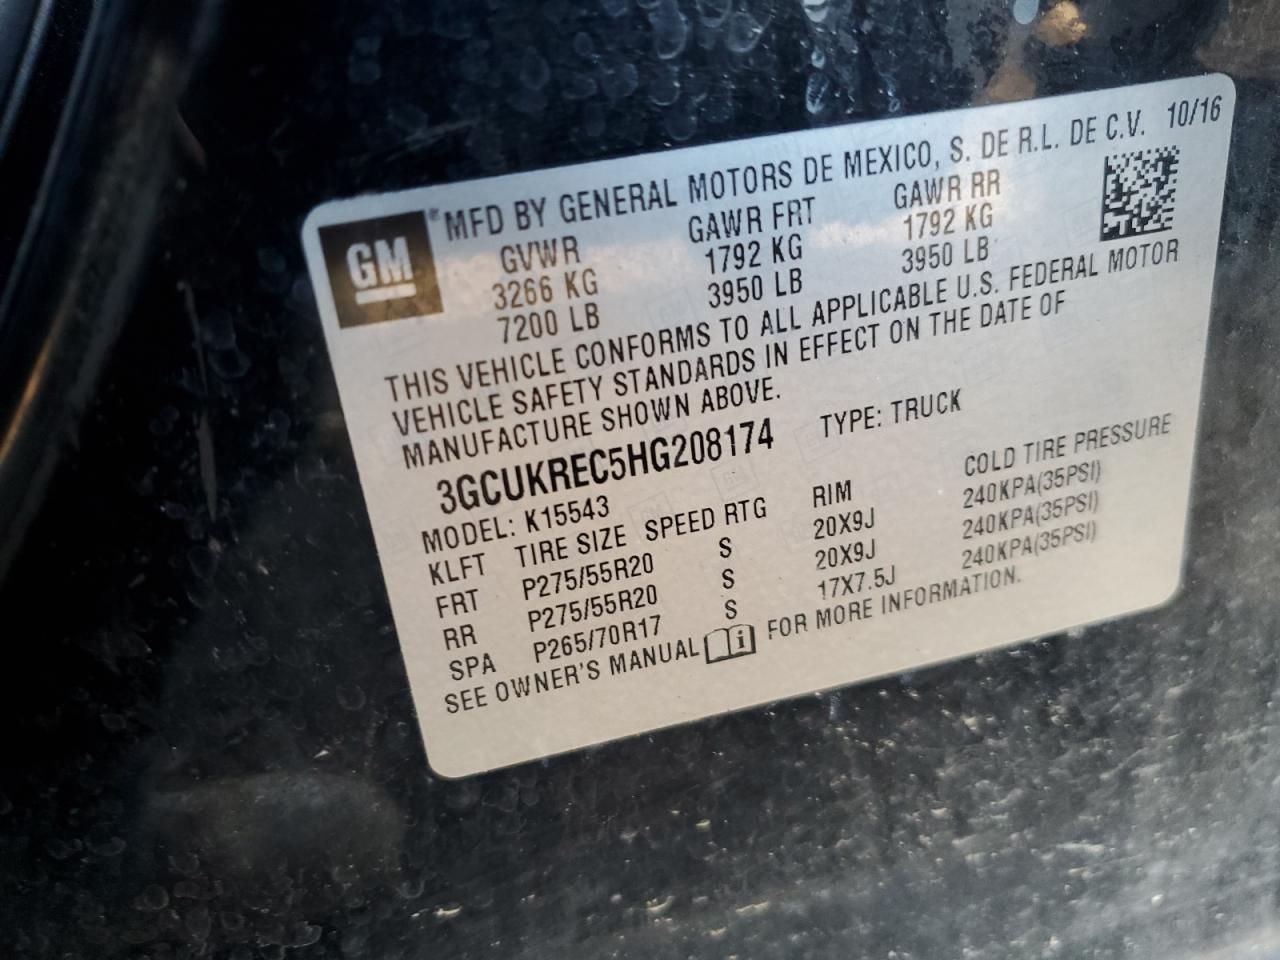 GM® MFD BY GENERAL MOTORS DE MEXICO, S. DE R.L. DE C.V. 10/16
GVWR GAWR FRT GAWR RR
3266 KG 1792 KG 1792 KG
7200 LB 3950 LB 3950 LB
THIS VEHICLE CONFORMS TO ALL APPLICABLE U.S. FEDERAL MOTOR
VEHICLE SAFETY STANDARDS IN EFFECT ON THE DATE OF
MANUFACTURE SHOWN ABOVE.
3GCUKREC5HG208174 TYPE: TRUCK
MODEL: K15543
KLFT TIRE SIZE SPEED RTG RIM COLD TIRE PRESSURE
FRT P275/55R20 S 20X9J 240KPA(35PSI)
RR P275/55R20 S 20X9J 240KPA(35PSI)
SPA P265/70R17 S 17X7.5J 240KPA(35PSI)
SEE OWNER'S MANUAL i FOR MORE INFORMATION.